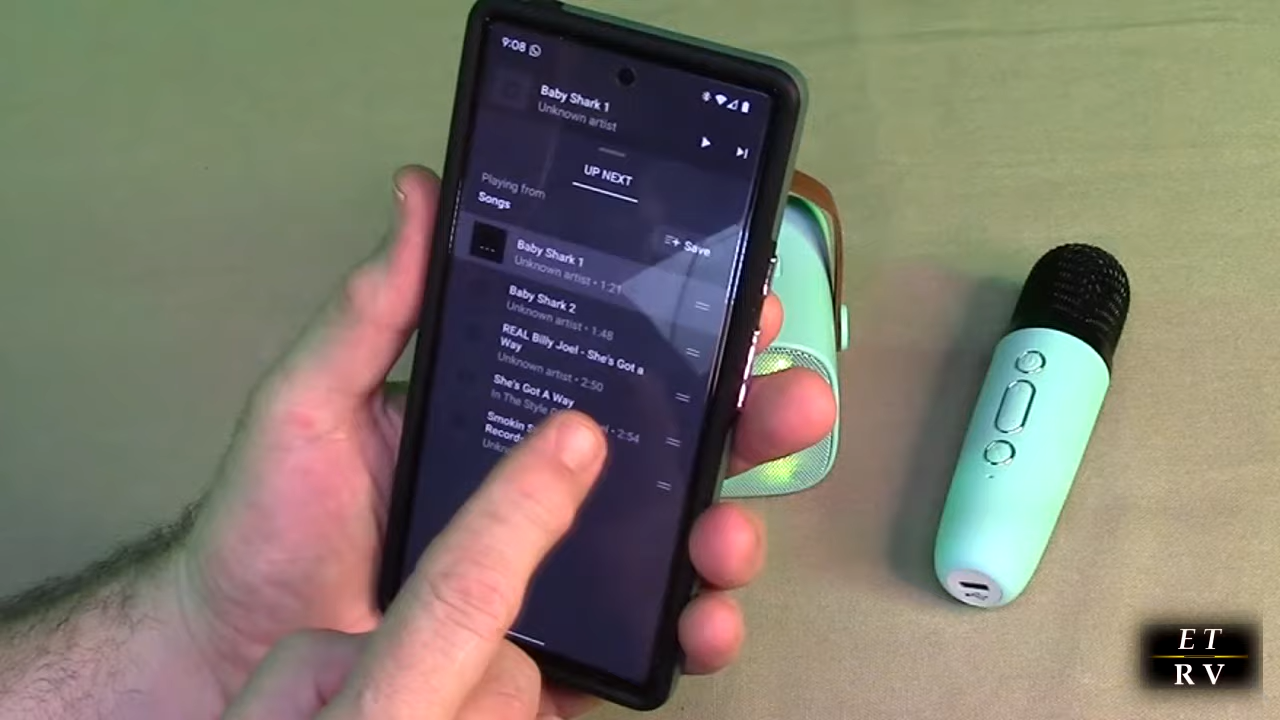 9:08
Baby Shark 1
Unknown artist
UP NEXT
Playing from
Songs
Save
Baby Shark 1
Unknown artist • 1:21
Baby Shark 2
Unknown artist • 1:48
REAL Billy Joel - She's Got a
Way
Unknown artist • 2:50
She's Got A Way
In The Style
2:54
Smokin
Record-
E T
R V